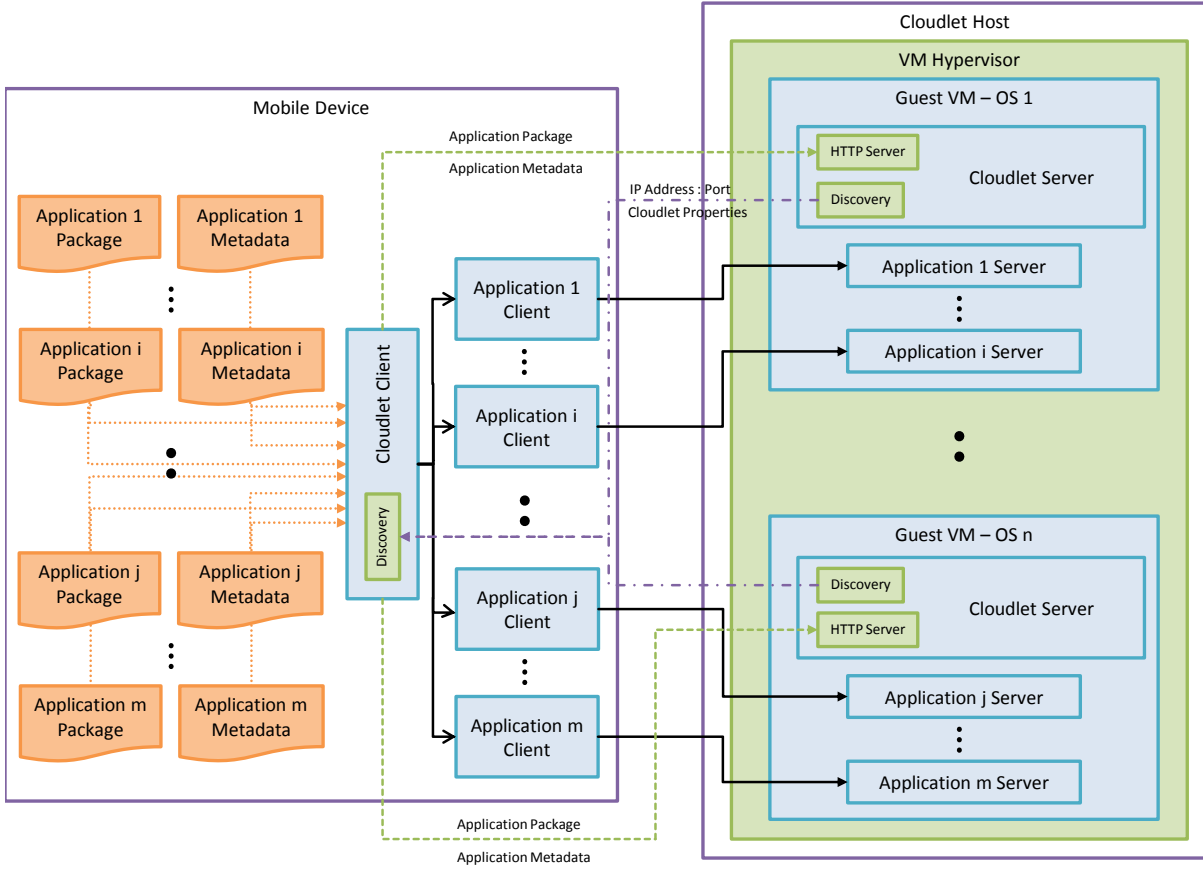 Cloudlet Host
VM Hypervisor
Mobile Device
Guest VM – OS 1
Application Package
Application Metadata
HTTP Server
Cloudlet Server
IP Address : Port
Cloudlet Properties
Discovery
Application 1
Package
Application 1
Metadata
Application 1
Client
Application 1 Server
Application i
Package
Application i
Metadata
Cloudlet Client
Discovery
Application i
Client
Application i Server
Guest VM – OS n
Discovery
Cloudlet Server
HTTP Server
Application j
Package
Application j
Metadata
Application j
Client
Application j Server
Application m
Package
Application m
Metadata
Application m
Client
Application m Server
Application Package
Application Metadata